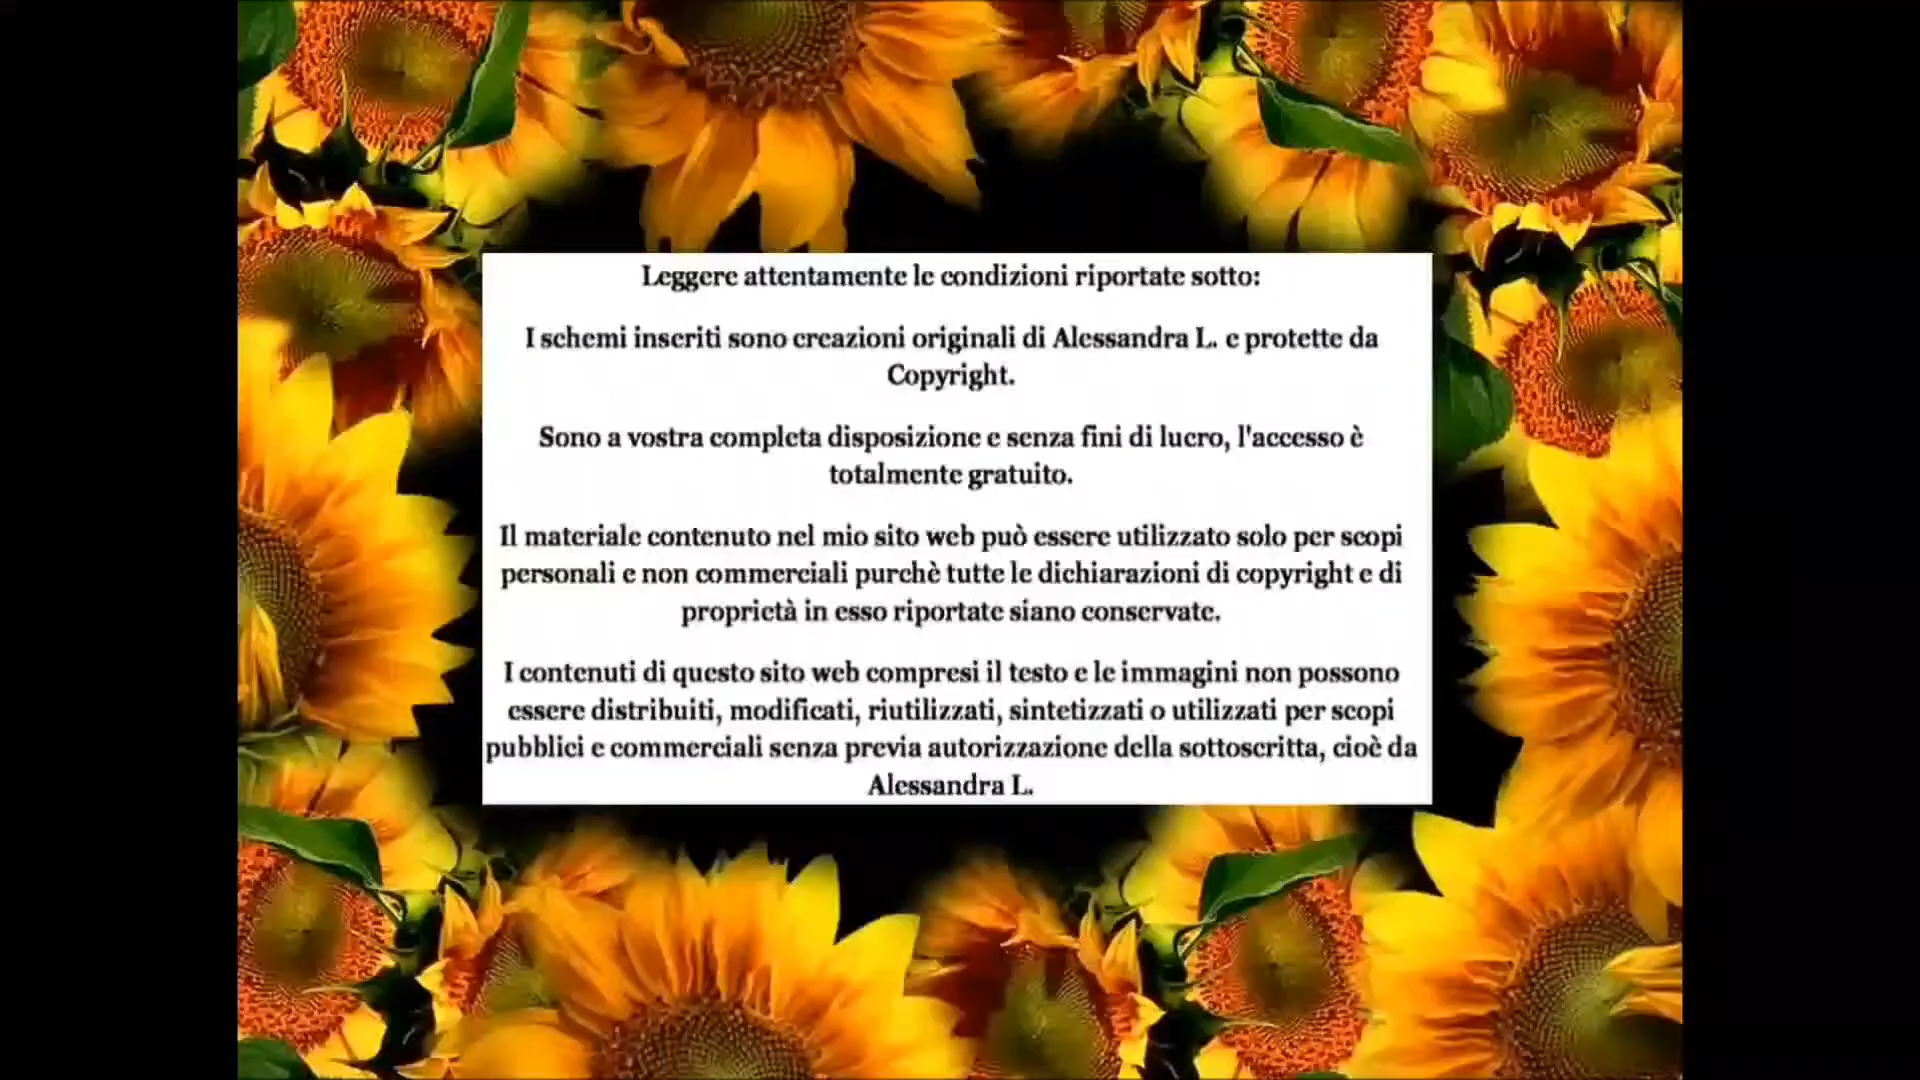 Leggere attentamente le condizioni riportate sotto:
I schemi inseriti sono creazioni originali di Alessandra L. e protette da
Copyright.
Sono a vostra completa disposizione e senza fini di lucro, l'accesso è
totalmente gratuito.
Il materiale contenuto nel mio sito web può essere utilizzato solo per scopi
personali e non commerciali purchè tutte le dichiarazioni di copyright e di
proprietà in esso riportate siano conservate.
I contenuti di questo sito web compresi il testo e le immagini non possono
essere distribuiti, modificati, riutilizzati, sintetizzati o utilizzati per scopi
pubblici e commerciali senza previa autorizzazione della sottoscritta, cioè da
Alessandra L.